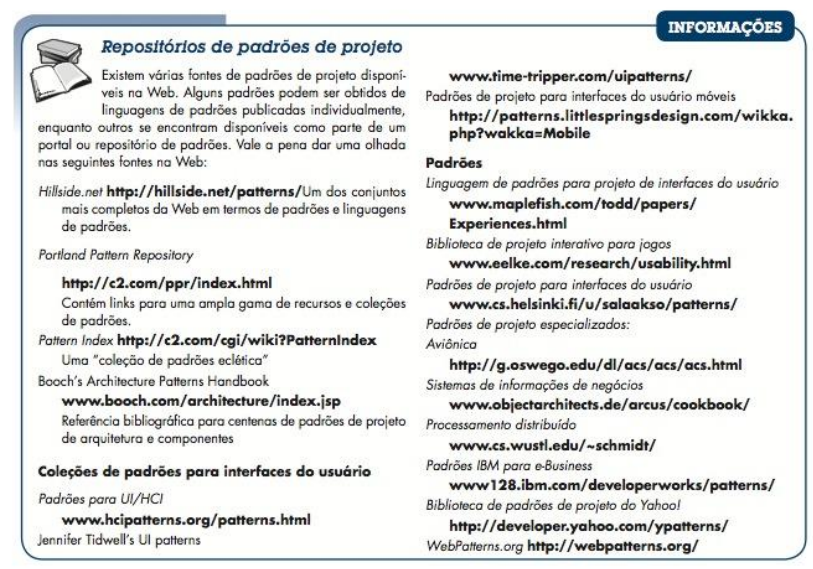 INFORMAÇÕES
Repositórios de padrões de projeto
Existem várias fontes de padrões de projeto disponí-
veis na Web. Alguns padrões podem ser obtidos de
linguagens de padrões publicadas individualmente,
enquanto outros se encontram disponíveis como parte de um
portal ou repositório de padrões. Vale a pena dar uma olhada
nas seguintes fontes na Web:
Hillside.net http://hillside.net/patterns/Um dos conjuntos
mais completos da Web em termos de padrões e linguagens
de padrões.
Portland Pattern Repository
http://c2.com/ppr/index.html
Contém links para uma ampla gama de recursos e coleções
de padrões.
Pattern Index http://c2.com/cgi/wiki?PatternIndex
Uma "coleção de padrões eclética"
Booch's Architecture Patterns Handbook
www.booch.com/architecture/index.jsp
Referência bibliográfica para centenas de padrões de projeto
de arquitetura e componentes
Coleções de padrões para interfaces do usuário
Padrões para UI/HCI
www.hcipatterns.org/patterns.html
Jennifer Tidwell's UI patterns
www.time-tripper.com/uipatterns/
Padrões de projeto para interfaces do usuário móveis
http://patterns.littlespringsdesign.com/wikka.
php?wakka=Mobile
Padrões
Linguagem de padrões para projeto de interfaces do usuário
www.maplefish.com/todd/papers/
Experiences.html
Biblioteca de projeto interativo para jogos
www.eelke.com/research/usability.html
Padrões de projeto para interfaces do usuário
www.cs.helsinki.fi/u/salaakso/patterns/
Padrões de projeto especializados:
Aviônica
http://g.oswego.edu/dl/acs/acs/acs.html
Sistemas de informações de negócios
www.objectarchitects.de/arcus/cookbook/
Processamento distribuído
www.cs.wustl.edu/~schmidt/
Padrões IBM para e-Business
www128.ibm.com/developerworks/patterns/
Biblioteca de padrões de projeto do Yahoo!
http://developer.yahoo.com/ypatterns/
WebPatterns.org http://webpatterns.org/